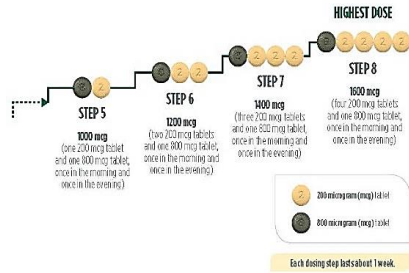 HIGHEST DOSE
STEP 5
1000 mcg
(one 200 mcg tablet
and one 800 mcg tablet,
once in the morning and
once in the evening)
STEP 6
1200 mcg
(two 200 mcg tablets
and one 800 mcg tablet,
once in the morning and
once in the evening)
STEP 7
1400 mcg
(three 200 mcg tablets
and one 800 mcg tablet,
once in the morning and
once in the evening)
STEP 8
1600 mcg
(four 200 mcg tablets
and one 800 mcg tablet,
once in the morning and
once in the evening)
200 microgram (mcg) tablet
800 microgram (mcg) tablet
Each dosing step lasts about 1 week.